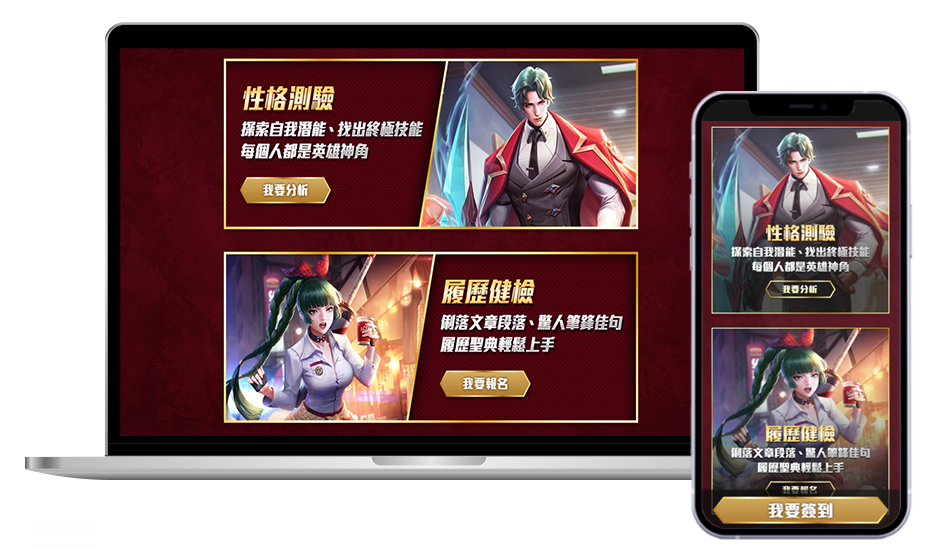 性格測驗
探索自我潛能、找出終極技能
每個人都是英雄神角
我要分析
履歷健檢
唰落文章段落、驚人筆鋒佳句
履歷聖典輕鬆上手
我要報名
性格測驗
探索自我潛能、找出終極技能
每個人都是英雄神角
我要分析
履歷健檢
唰落文章段落、驚人筆鋒佳句
履歷聖典輕鬆上手
我要報名
我要簽到